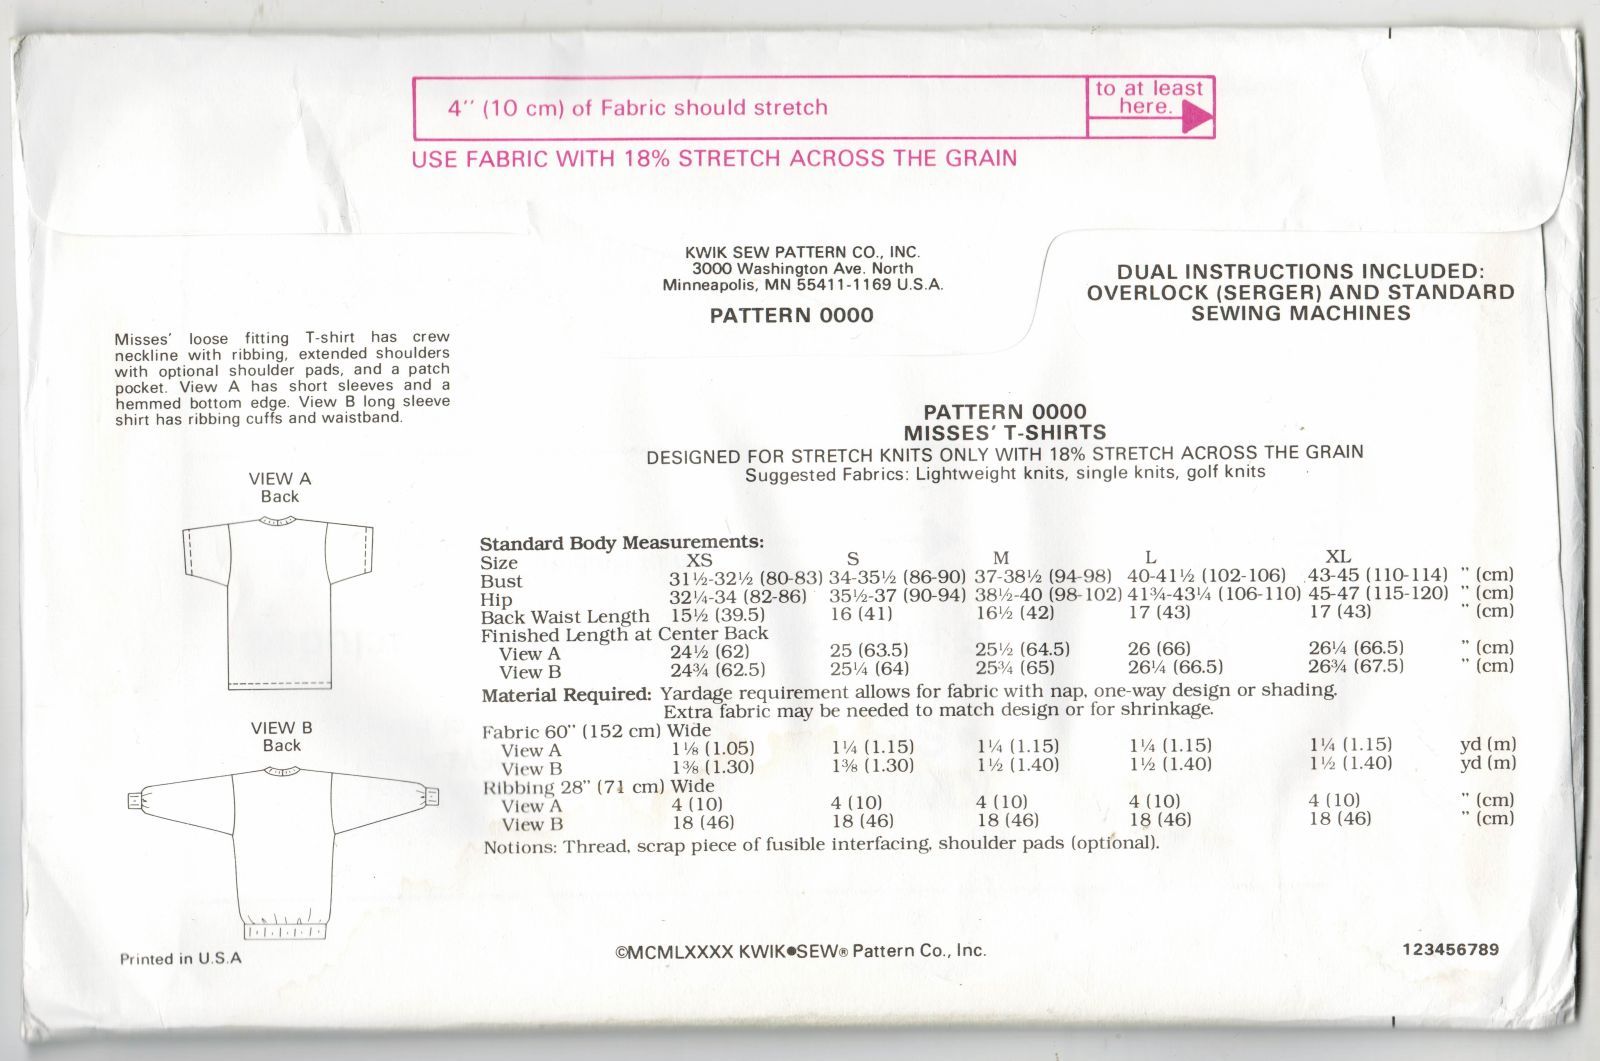 4" (10 cm) of Fabric should stretch
to at least
here.
USE FABRIC WITH 18% STRETCH ACROSS THE GRAIN
KWIK SEW PATTERN CO., INC.
3000 Washington Ave. North
Minneapolis, MN 55411-1169 U.S.A.
PATTERN 0000
DUAL INSTRUCTIONS INCLUDED:
OVERLOCK (SERGER) AND STANDARD
SEWING MACHINES
Misses' loose fitting T-shirt has crew
neckline with ribbing, extended shoulders
with optional shoulder pads, and a patch
pocket. View A has short sleeves and a
hemmed bottom edge. View B long sleeve
shirt has ribbing cuffs and waistband.
VIEW A
Back
VIEW B
Back
PATTERN 0000
MISSES' T-SHIRTS
DESIGNED FOR STRETCH KNITS ONLY WITH 18% STRETCH ACROSS THE GRAIN
Suggested Fabrics: Lightweight knits, single knits, golf knits
Standard Body Measurements:
Size XS S M L XL
Bust 31½-32½ (80-83) 34-35½ (86-90) 37-38½ (94-98) 40-41½ (102-106) 43-45 (110-114) " (cm)
Hip 32¼-34 (82-86) 35½-37 (90-94) 38½-40 (98-102) 41¾-43¼ (106-110) 45-47 (115-120) " (cm)
Back Waist Length 15½ (39.5) 16 (41) 16½ (42) 17 (43) 17 (43) " (cm)
Finished Length at Center Back
View A 24½ (62) 25 (63.5) 25½ (64.5) 26 (66) 26¼ (66.5) " (cm)
View B 24¾ (62.5) 25¼ (64) 25¾ (65) 26¼ (66.5) 26¾ (67.5) " (cm)
Material Required: Yardage requirement allows for fabric with nap, one-way design or shading.
Extra fabric may be needed to match design or for shrinkage.
Fabric 60" (152 cm) Wide
View A 1⅛ (1.05) 1¼ (1.15) 1¼ (1.15) 1¼ (1.15) 1¼ (1.15) yd (m)
View B 1⅜ (1.30) 1⅜ (1.30) 1½ (1.40) 1½ (1.40) 1½ (1.40) yd (m)
Ribbing 28" (71 cm) Wide
View A 4 (10) 4 (10) 4 (10) 4 (10) 4 (10) " (cm)
View B 18 (46) 18 (46) 18 (46) 18 (46) 18 (46) " (cm)
Notions: Thread, scrap piece of fusible interfacing, shoulder pads (optional).
Printed in U.S.A
©MCMLXXXX KWIK●SEW® Pattern Co., Inc.
123456789